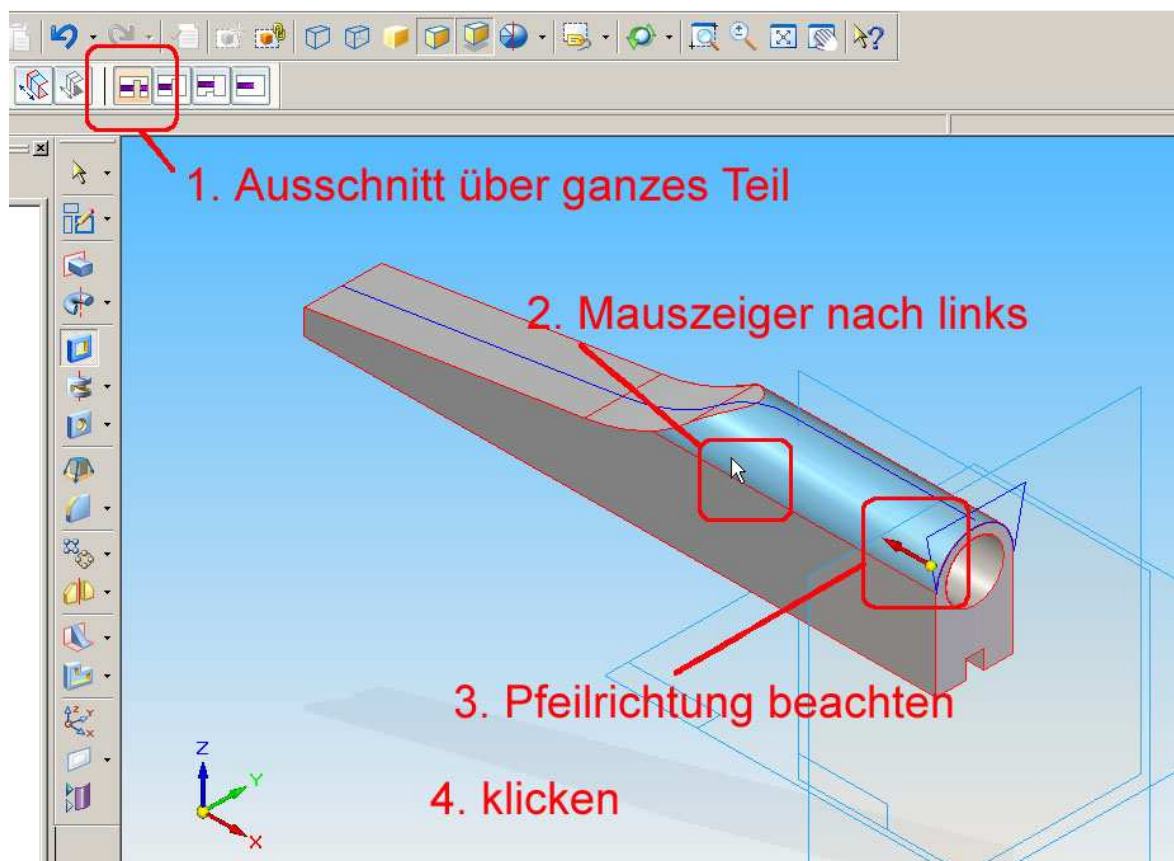 1. Ausschnitt über ganzes Teil
2. Mauszeiger nach links
3. Pfeilrichtung beachten
4. klicken
Z
Y
X